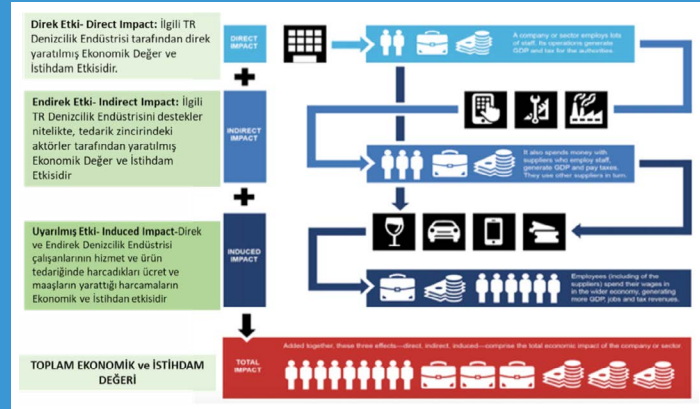 Direk Etki- Direct Impact: İlgili TR
Denizcilik Endüstrisi tarafından direk
yaratılmış Ekonomik Değer ve
İstihdam Etkisidir.
DIRECT
IMPACT
A company or sector employs lots
of staff. Its operations generate
GDP and tax for the authorities.
Endirek Etki- Indirect Impact: İlgili
TR Denizcilik Endüstrisini destekler
nitelikte, tedarik zincirindeki
aktörler tarafından yaratılmış
Ekonomik Değer ve İstihdam
Etkisidir
INDIRECT
IMPACT
It also spends money with
suppliers who employ staff,
generate GDP and pay taxes.
They use other suppliers in turn.
Uyarılmış Etki- Induced Impact-Direk
ve Endirek Denizcilik Endüstrisi
çalışanlarının hizmet ve ürün
tedariğinde harcadıkları ücret ve
maaşların yarattığı harcamaların
Ekonomik ve İstihdan etkisidir
INDUCED
IMPACT
Employees (including of the
suppliers) spend their wages in
in the wider economy, generating
more GDP, jobs and tax revenues.
TOPLAM EKONOMİK ve İSTİHDAM
DEĞERİ
TOTAL
IMPACT
Added together, these three effects—direct, indirect, induced—comprise the total economic impact of the company or sector.